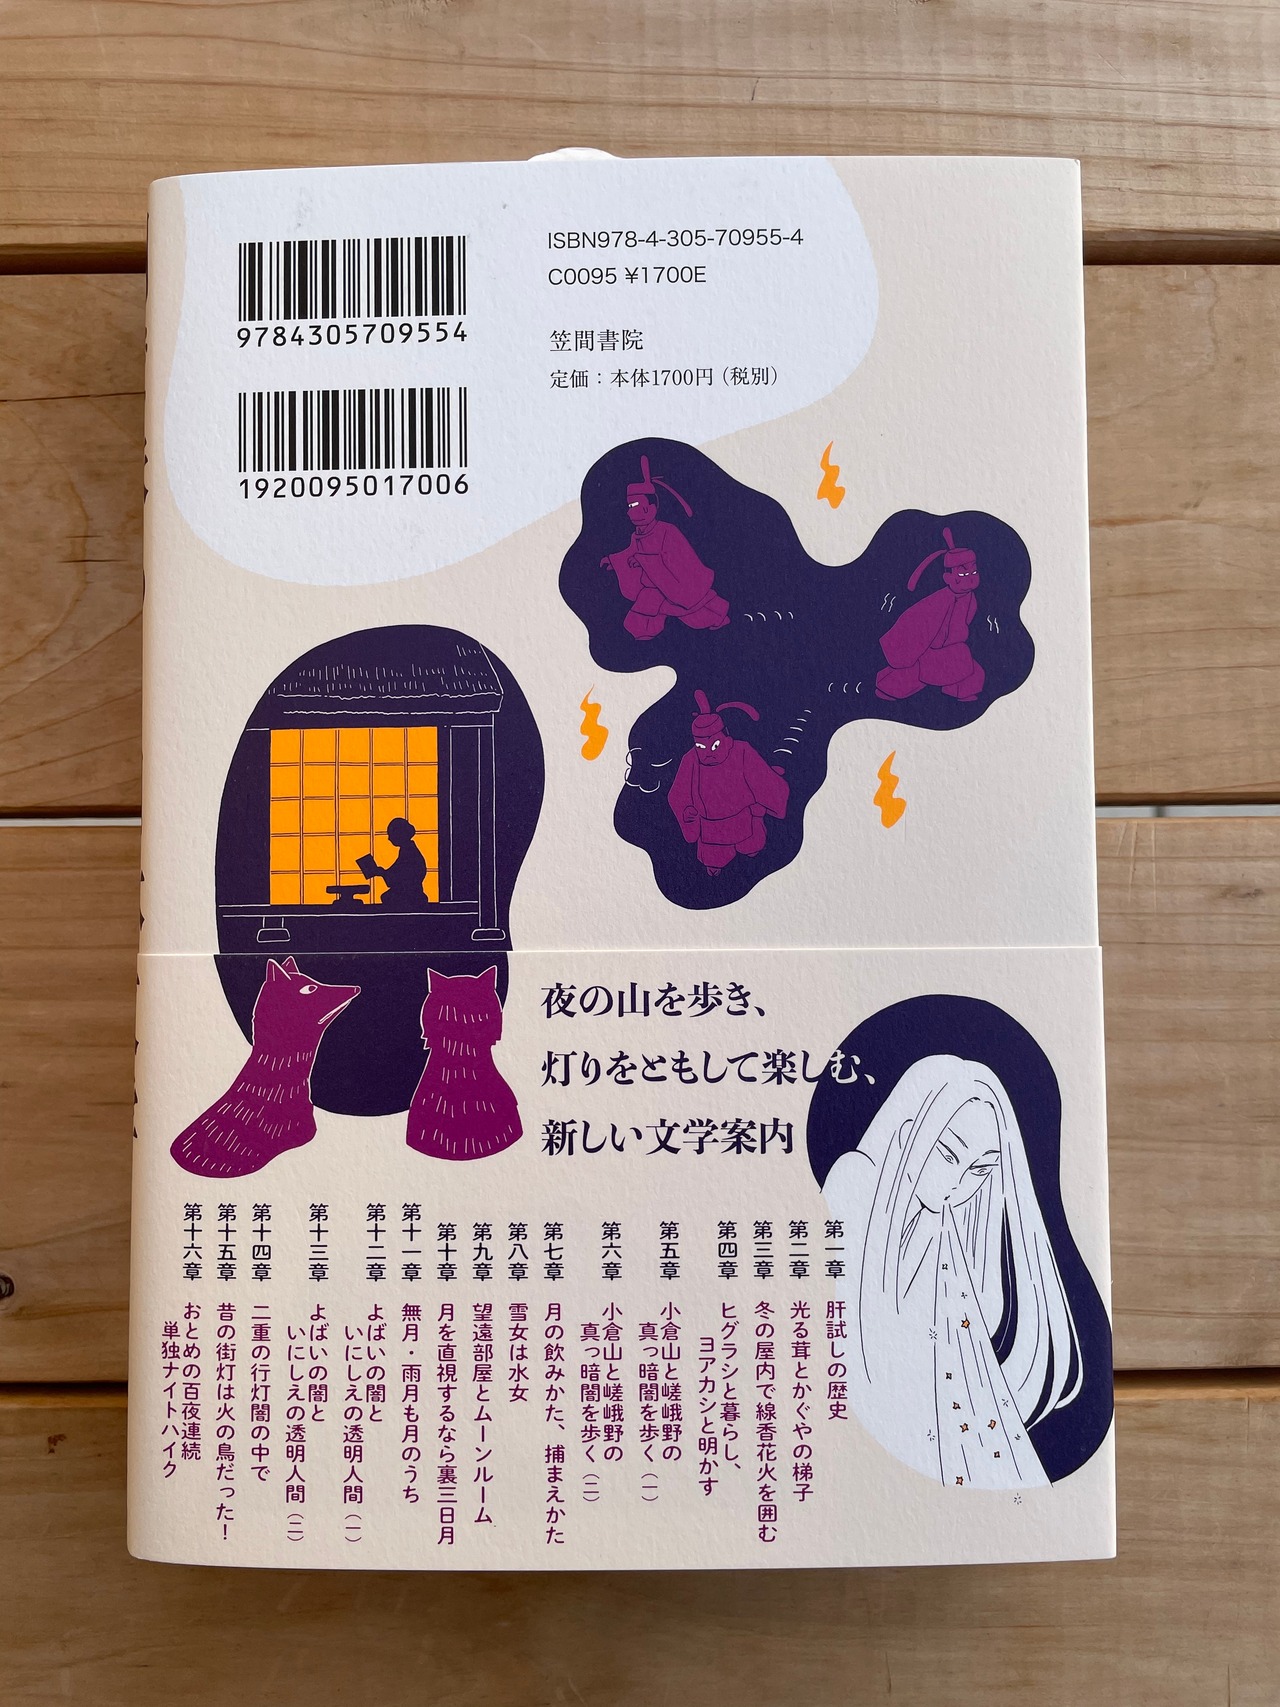 9784305709554
1920095017006
ISBN978-4-305-70955-4
C0095 ¥1700E
笠間書院
定価：本体1700円（税別）
夜の山を歩き、
灯りをともして楽しむ、
新しい文学案内
第一章 肝試しの歴史
第二章 光る茸とかぐやの梯子
第三章 冬の屋内で線香花火を囲む
第四章 ヒグラシと暮らし、
ヨアカシと明かす
第五章 小倉山と嵯峨野の
真っ暗闇を歩く（一）
第六章 小倉山と嵯峨野の
真っ暗闇を歩く（二）
第七章 月の飲みかた、捕まえかた
第八章 雪女は水女
第九章 望遠部屋とムーンルーム
第十章 月を直視するなら裏三日月
第十一章 無月・雨月も月のうち
第十二章 よばいの闇と
いにしえの透明人間（一）
第十三章 よばいの闇と
いにしえの透明人間（二）
第十四章 二重の行灯闇の中で
第十五章 昔の街灯は火の鳥だった！
第十六章 おとめの百夜連続
単独ナイトハイク